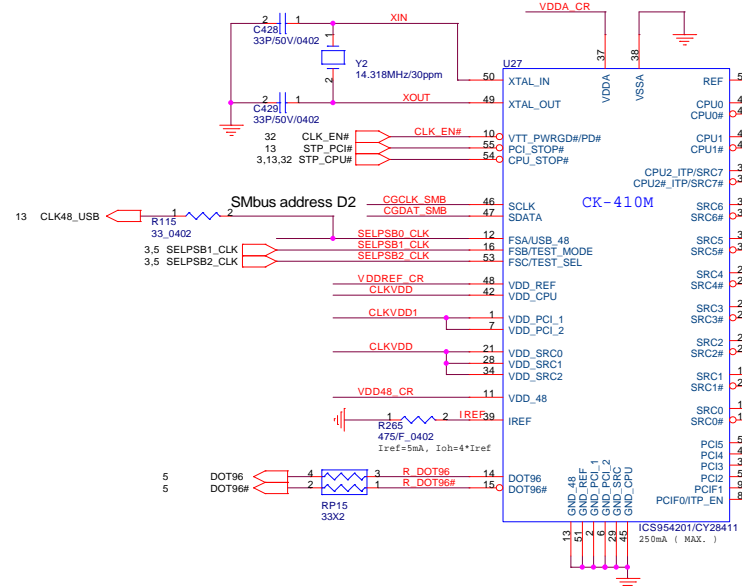 VDDA_CR
2 1
C428
33P/50V/0402
XIN
1
2
Y2
14.318MHz/30ppm
2 1
C429
33P/50V/0402
XOUT
U27
37
38
VDDA
VSSA
50 XTAL_IN
49 XTAL_OUT
32 CLK_EN# CLK_EN# 10 VTT_PWRGD#/PD#
13 STP_PCI# 55 PCI_STOP#
3,13,32 STP_CPU# 54 CPU_STOP#
SMbus address D2
CGCLK_SMB 46 SCLK
CGDAT_SMB 47 SDATA
CK-410M
13 CLK48_USB 1 2
R115
33_0402
SELPSB0_CLK 12 FSA/USB_48
3,5 SELPSB1_CLK SELPSB1_CLK 16 FSB/TEST_MODE
3,5 SELPSB2_CLK SELPSB2_CLK 53 FSC/TEST_SEL
VDDREF_CR 48 VDD_REF
CLKVDD 42 VDD_CPU
CLKVDD1 1 VDD_PCI_1
7 VDD_PCI_2
CLKVDD 21 VDD_SRC0
28 VDD_SRC1
34 VDD_SRC2
VDD48_CR 11 VDD_48
1 2 IREF 39 IREF
R265
475/F_0402
Iref=5mA, Ioh=4*Iref
5 DOT96 4 3 R_DOT96 14 DOT96
5 DOT96# 2 1 R_DOT96# 15 DOT96#
RP15
33X2
REF
CPU0
CPU0#
CPU1
CPU1#
CPU2_ITP/SRC7
CPU2#_ITP/SRC7#
SRC6
SRC6#
SRC5
SRC5#
SRC4
SRC4#
SRC3
SRC3#
SRC2
SRC2#
SRC1
SRC1#
SRC0
SRC0#
PCI5
PCI4
PCI3
PCI2
PCIF1
PCIF0/ITP_EN
GND_48
GND_REF
GND_PCI_1
GND_PCI_2
GND_SRC
GND_CPU
13
51
2
6
29
45
ICS954201/CY28411
250mA ( MAX. )